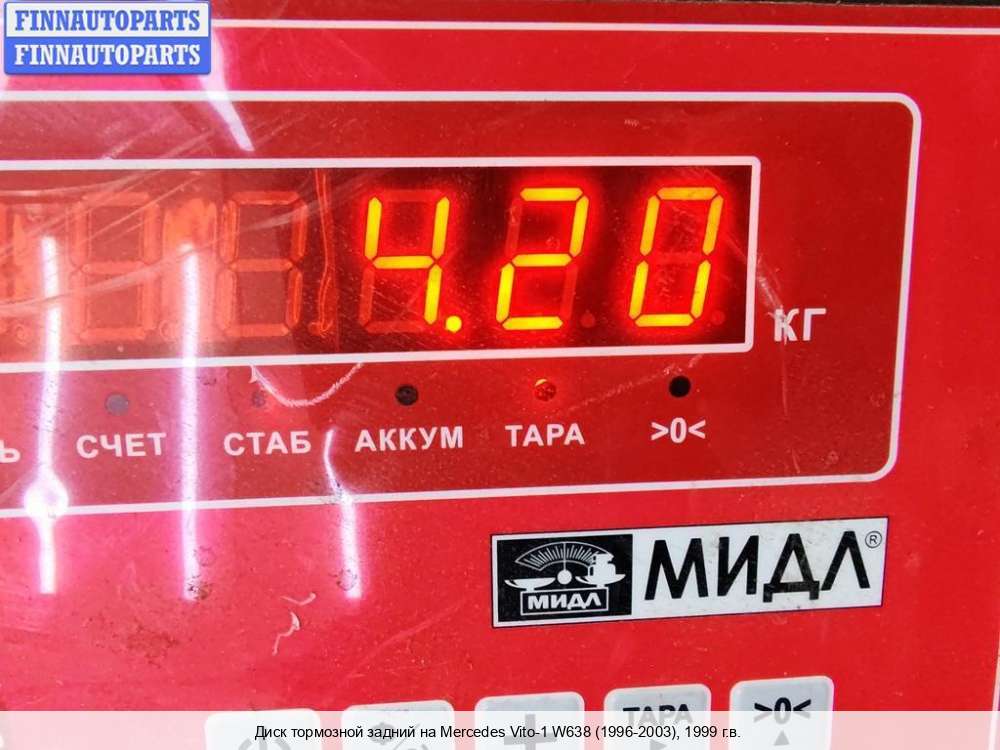 FINNAUTOPARTS
FINNAUTOPARTS
4.20
КГ
Ь СЧЕТ СТАБ АККУМ ТАРА >0<
МИДЛ МИДЛ®
ТАРА >0<
Диск тормозной задний на Mercedes Vito-1 W638 (1996-2003), 1999 г.в.